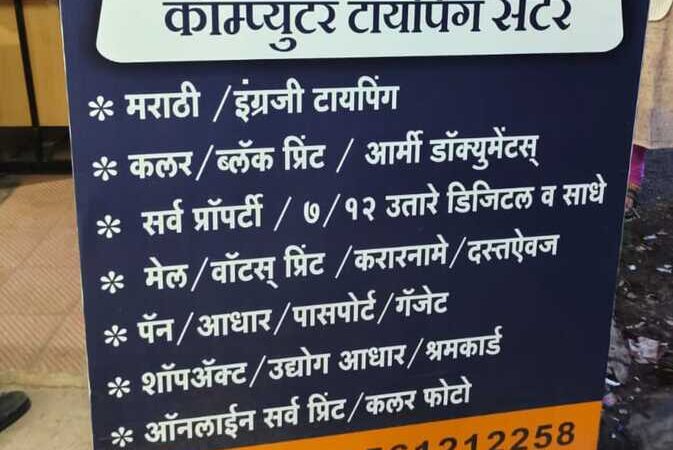 काम्प्युटर टायपिंग सेंटर
* मराठी / इंग्रजी टायपिंग
* कलर / ब्लॅक प्रिंट / आर्मी डॉक्युमेंटस्
* सर्व प्रॉपर्टी / ७/१२ उतारे डिजिटल व साधे
* मेल / वॉटस् प्रिंट / करारनामे / दस्तऐवज
* पॅन / आधार / पासपोर्ट / गॅजेट
* शॉपॲक्ट / उद्योग आधार / श्रमकार्ड
* ऑनलाईन सर्व प्रिंट / कलर फोटो